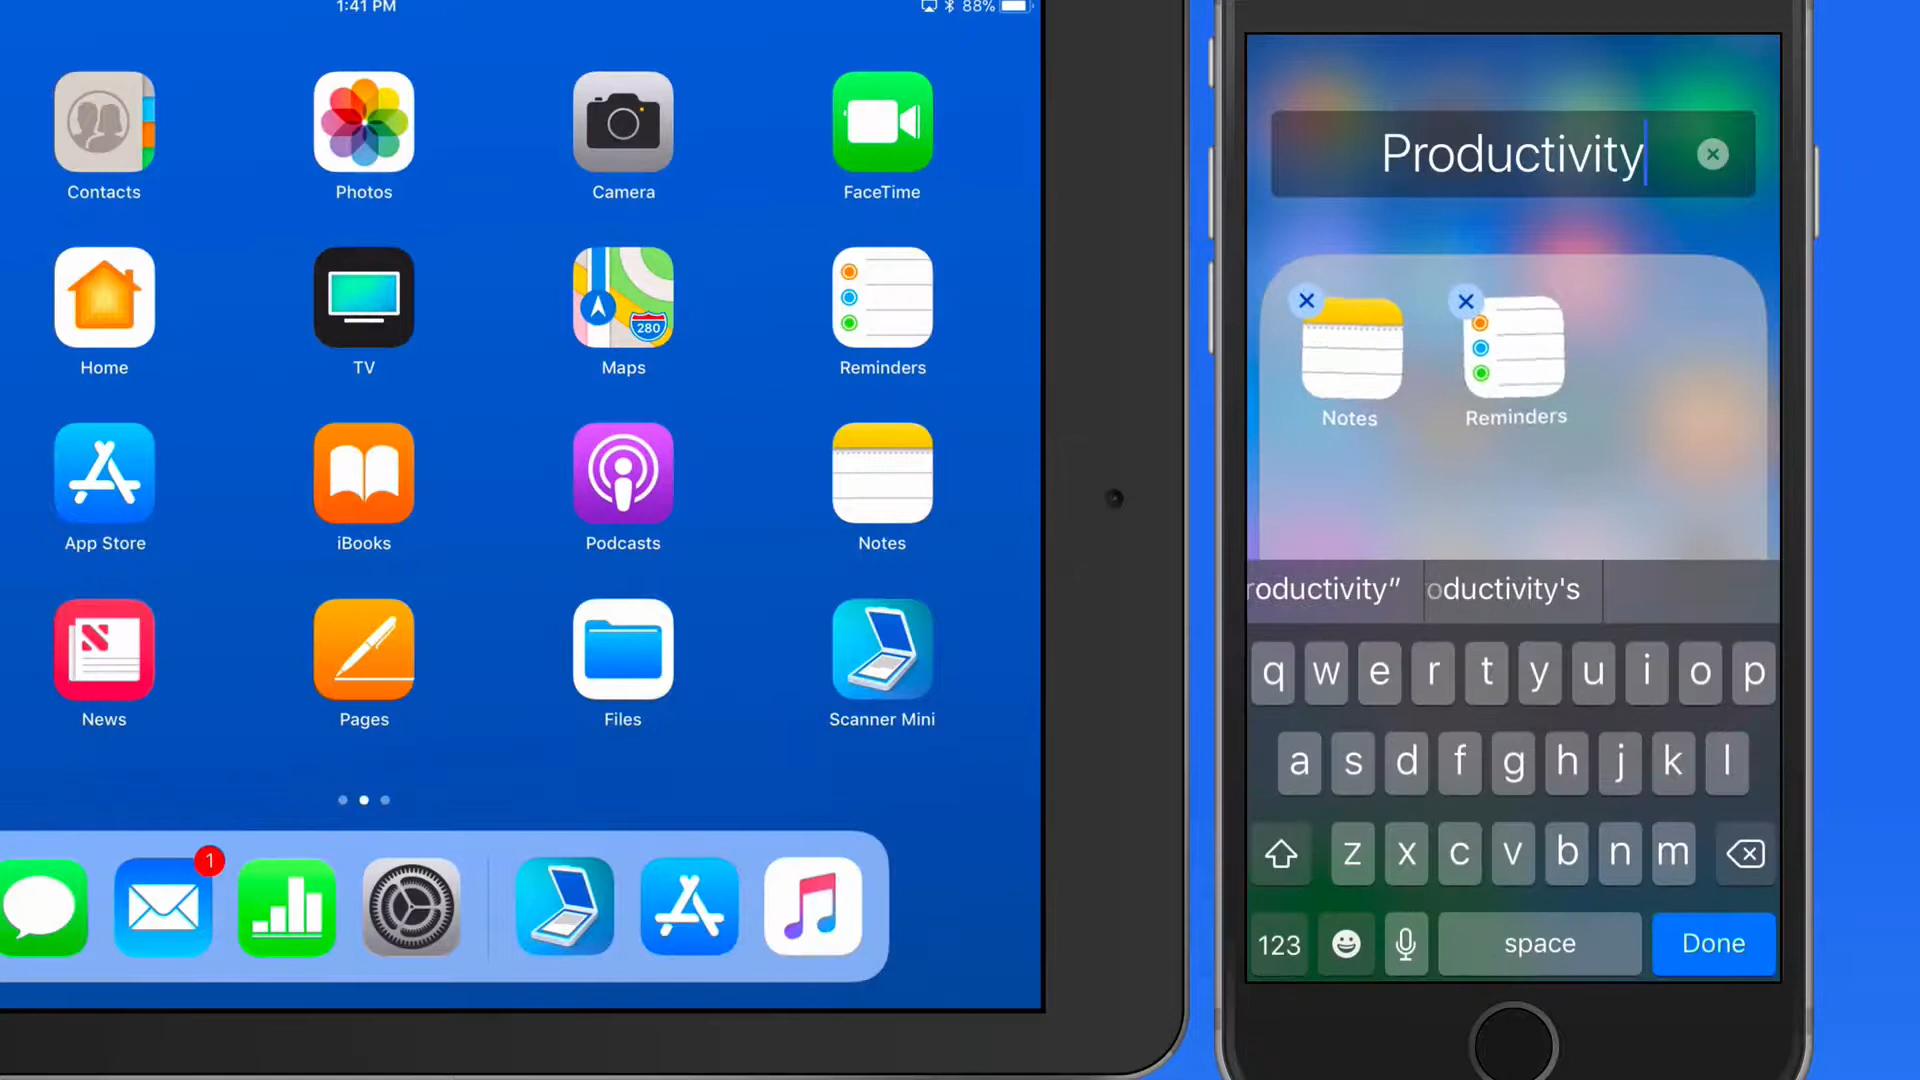 1:41 PM
88%
Contacts
Photos
Camera
FaceTime
Home
TV
280
Maps
Reminders
App Store
iBooks
Podcasts
Notes
News
Pages
Files
Scanner Mini
1
Productivity
Notes
Reminders
roductivity”
oductivity's
q w e r t y u i o p
a s d f g h j k l
z x c v b n m
123
space
Done